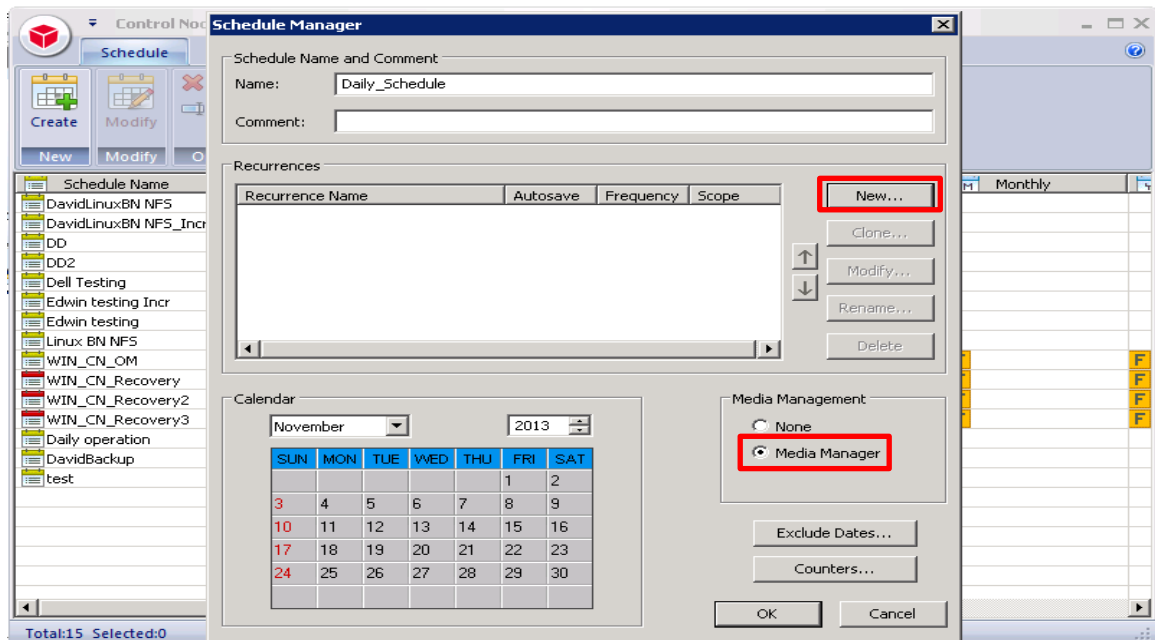 Control Noc
Schedule
Create
Modify
New
Modify
O
Schedule Name
DavidLinuxBN NFS
DavidLinuxBN NFS_Incr
DD
DD2
Dell Testing
Edwin testing Incr
Edwin testing
Linux BN NFS
WIN_CN_OM
WIN_CN_Recovery
WIN_CN_Recovery2
WIN_CN_Recovery3
Daily operation
DavidBackup
test
Total:15 Selected:0
Schedule Manager
Schedule Name and Comment
Name: Daily_Schedule
Comment:
Recurrences
Recurrence Name Autosave Frequency Scope
New...
Clone...
Modify...
Rename...
Delete
Calendar
November 2013
SUN MON TUE WED THU FRI SAT
1 2
3 4 5 6 7 8 9
10 11 12 13 14 15 16
17 18 19 20 21 22 23
24 25 26 27 28 29 30
Media Management
None
Media Manager
Exclude Dates...
Counters...
OK Cancel
M Monthly
F
F
F
F